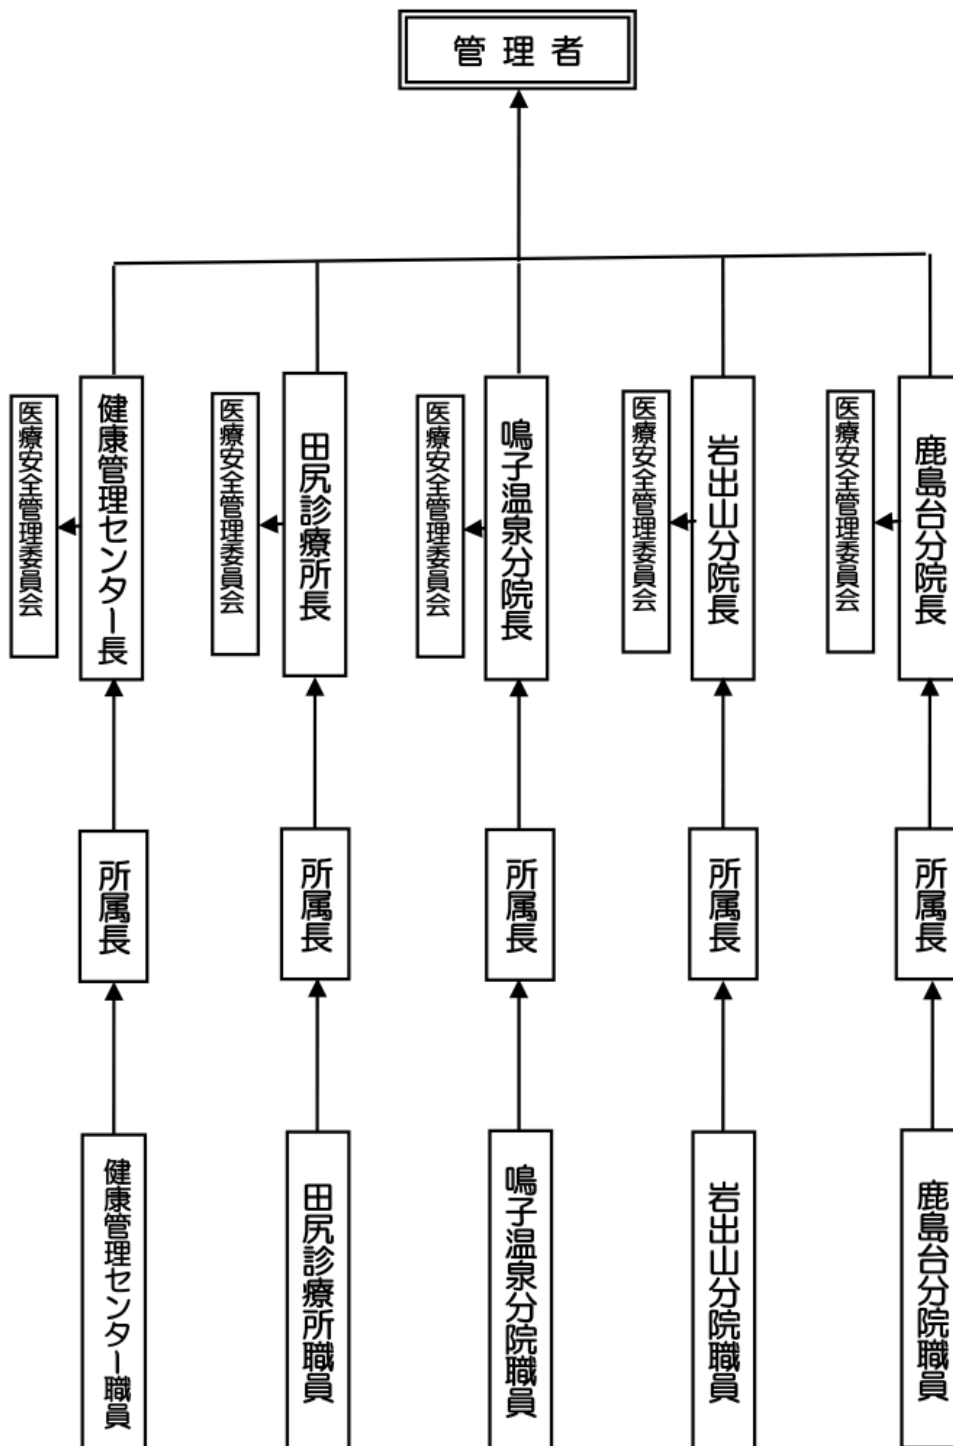 管理者
医療安全管理委員会
健康管理センター長
医療安全管理委員会
田尻診療所長
医療安全管理委員会
鳴子温泉分院長
医療安全管理委員会
岩出山分院長
医療安全管理委員会
鹿島台分院長
所属長
所属長
所属長
所属長
所属長
健康管理センター職員
田尻診療所職員
鳴子温泉分院職員
岩出山分院職員
鹿島台分院職員